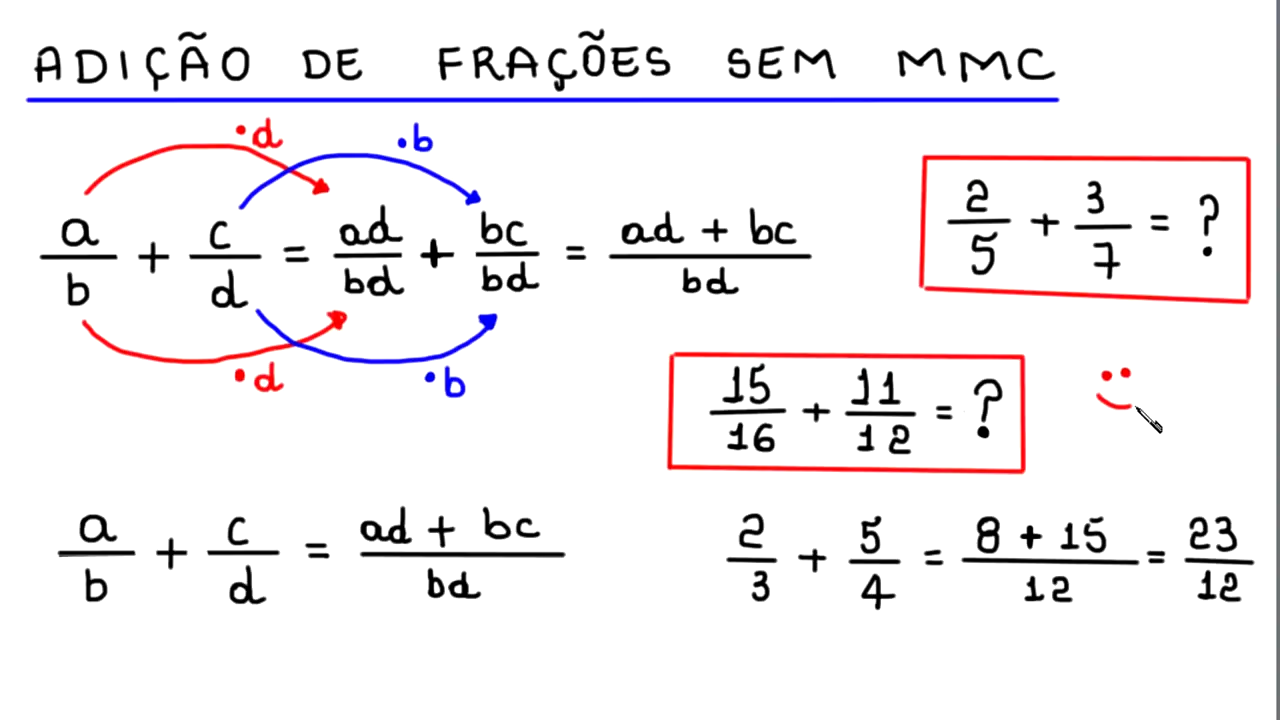 ADIÇÃO DE FRAÇÕES SEM MMC
·d ·b
a/b + c/d = ad/bd + bc/bd = ad + bc/bd
·d ·b
2/5 + 3/7 = ?
15/16 + 11/12 = ?
a/b + c/d = ad + bc/bd
2/3 + 5/4 = 8 + 15/12 = 23/12